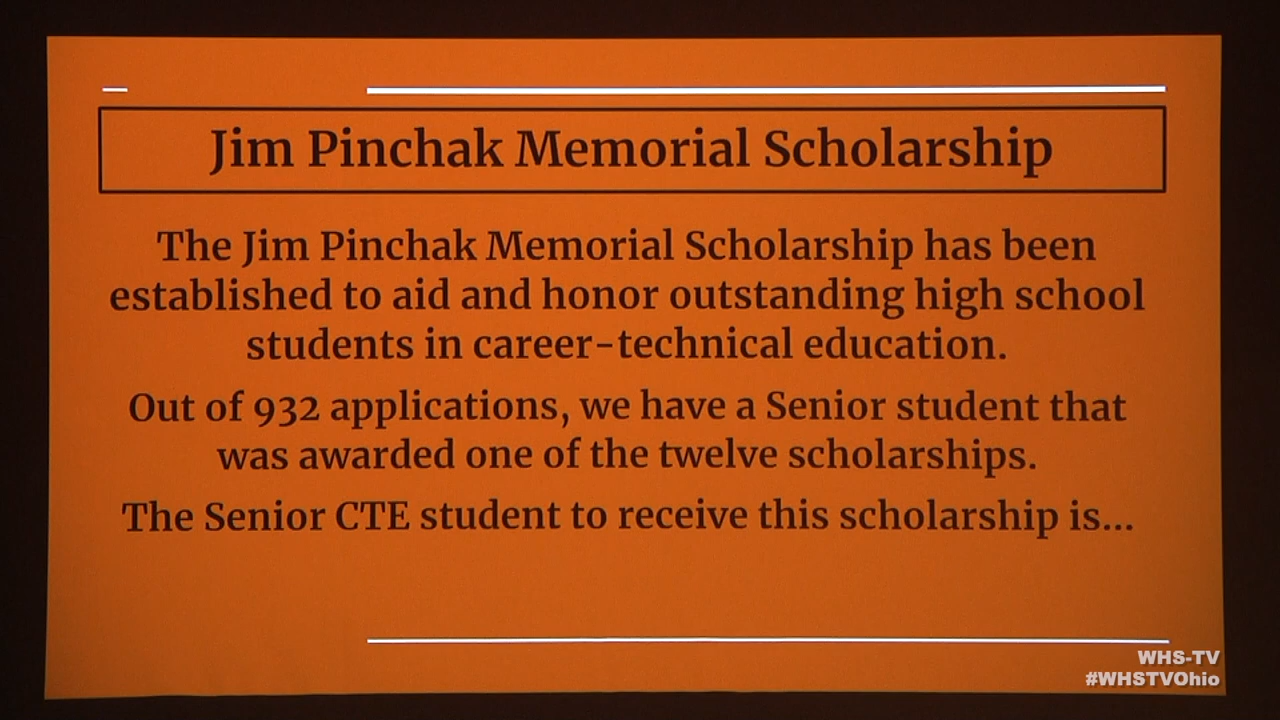 Jim Pinchak Memorial Scholarship
The Jim Pinchak Memorial Scholarship has been
established to aid and honor outstanding high school
students in career-technical education.
Out of 932 applications, we have a Senior student that
was awarded one of the twelve scholarships.
The Senior CTE student to receive this scholarship is...
WHS-TV
#WHSTVOhio